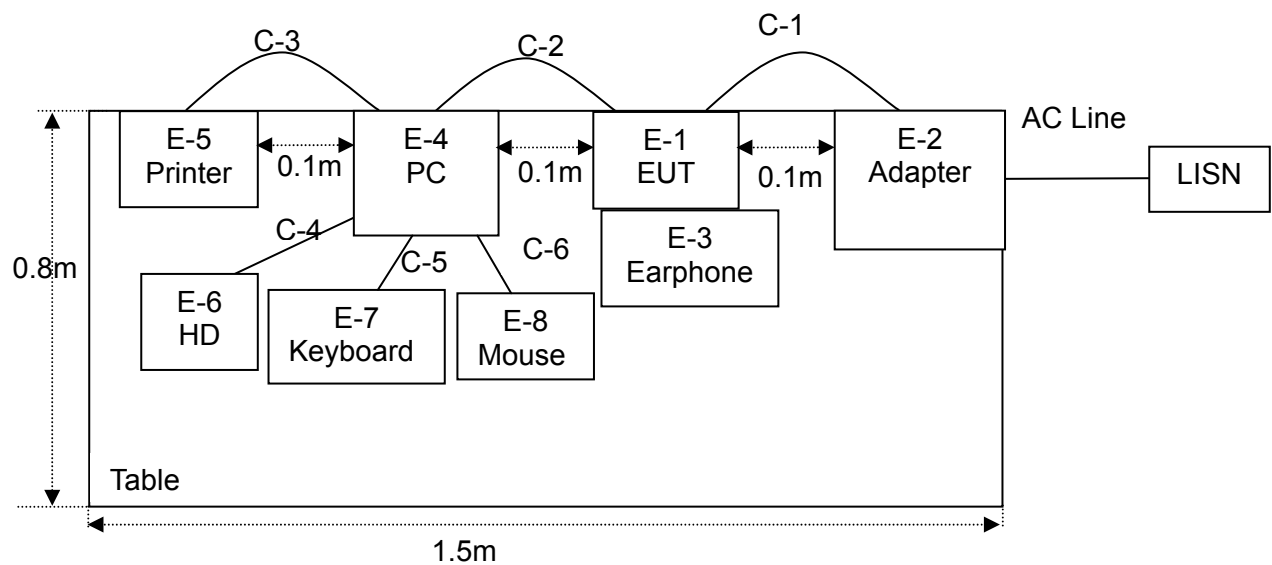 C-3
C-2
C-1
E-5
Printer
0.1m
E-4
PC
0.1m
E-1
EUT
0.1m
E-2
Adapter
AC Line
LISN
C-4
C-5
C-6
E-3
Earphone
0.8m
E-6
HD
E-7
Keyboard
E-8
Mouse
Table
1.5m